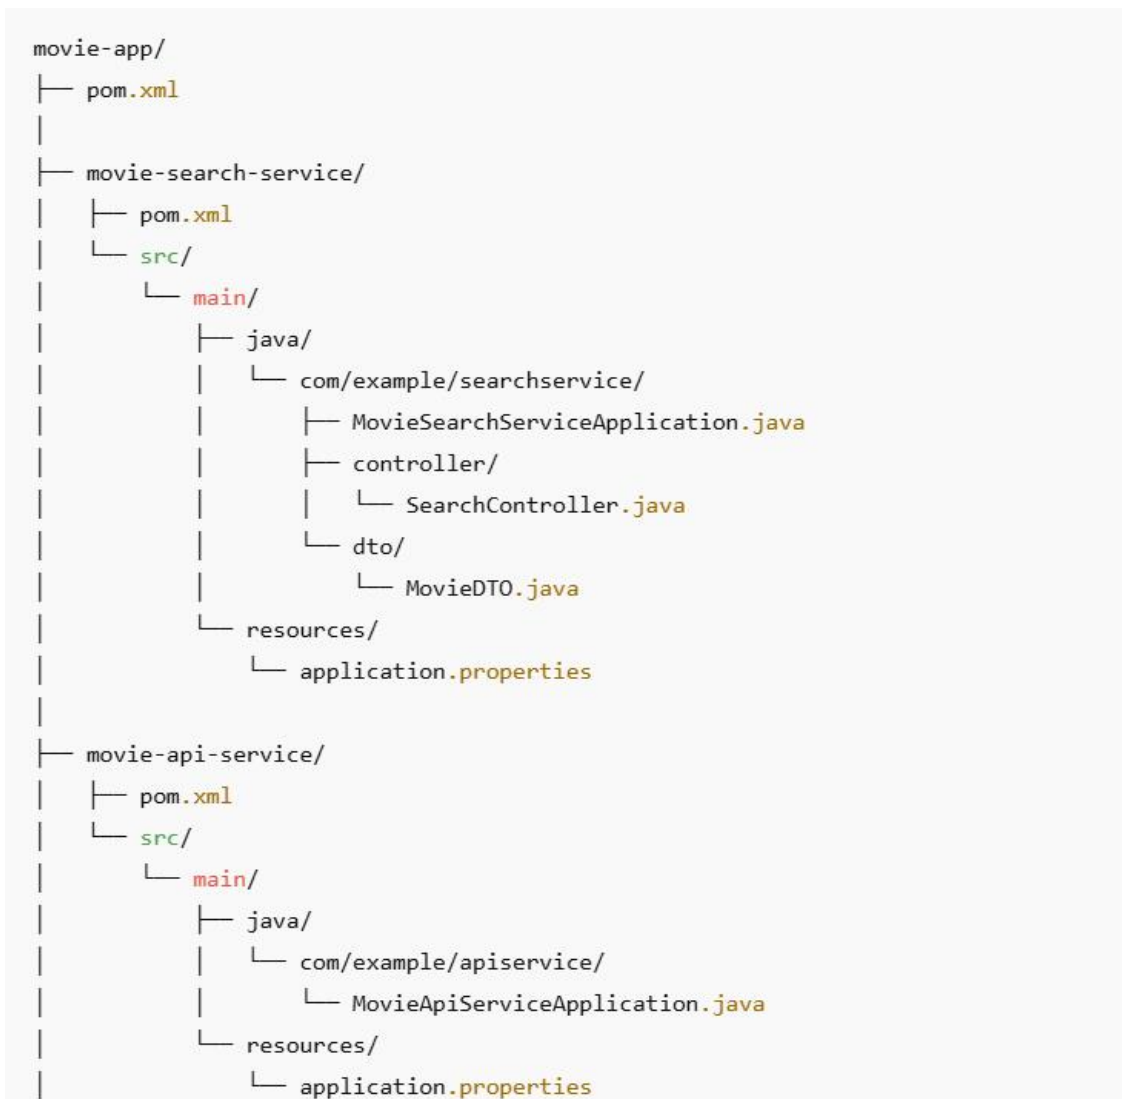 movie-app/
├── pom.xml
│
├── movie-search-service/
│   ├── pom.xml
│   └── src/
│       └── main/
│           ├── java/
│           │   └── com/example/searchservice/
│           │       ├── MovieSearchServiceApplication.java
│           │       ├── controller/
│           │       │   └── SearchController.java
│           │       └── dto/
│           │           └── MovieDTO.java
│           └── resources/
│               └── application.properties
│
├── movie-api-service/
│   ├── pom.xml
│   └── src/
│       └── main/
│           ├── java/
│           │   └── com/example/apiservice/
│           │       └── MovieApiServiceApplication.java
│           └── resources/
│               └── application.properties